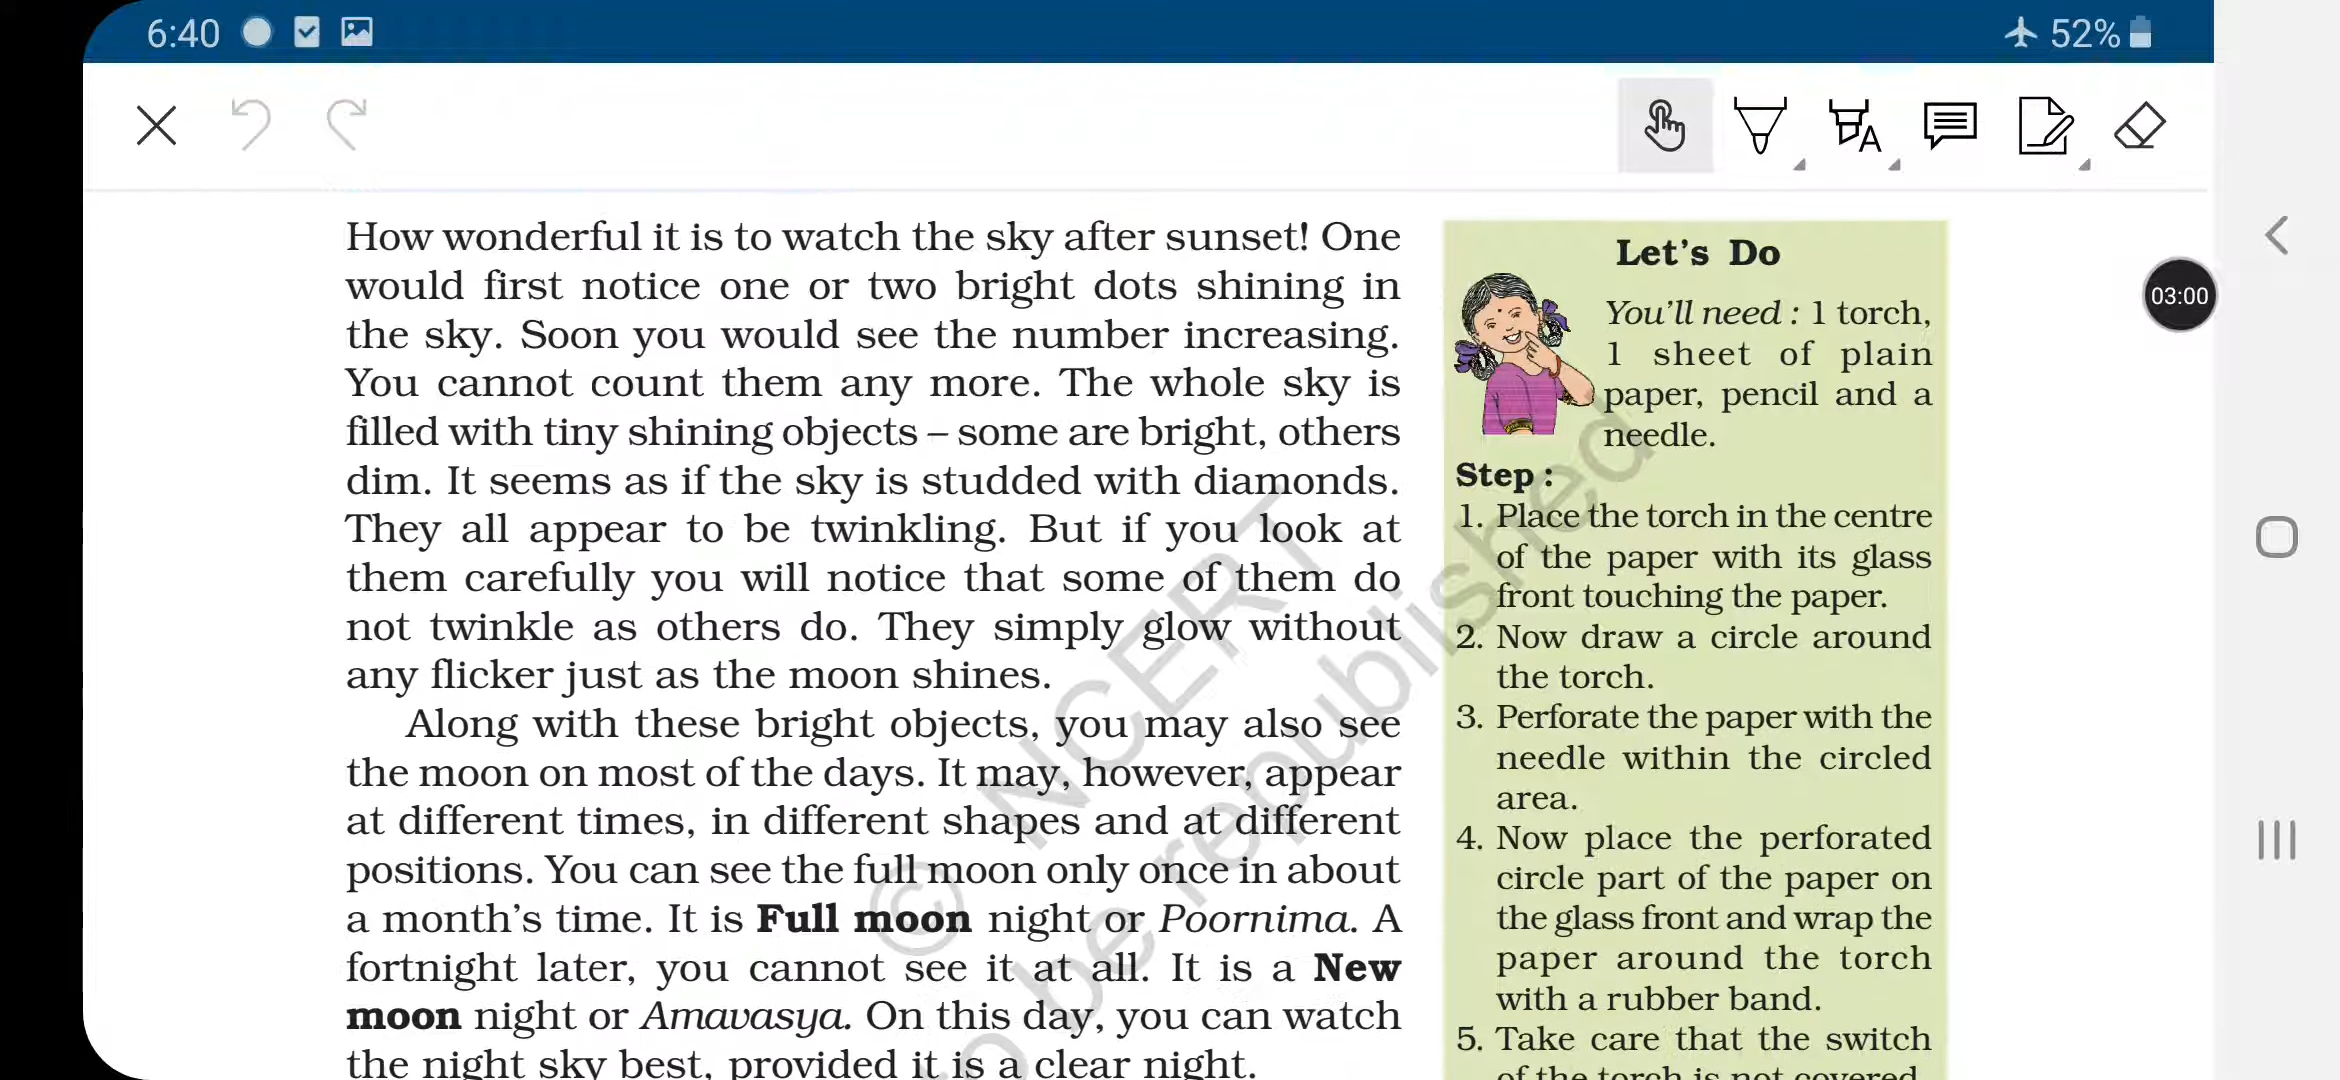 6:40
52%
03:00
How wonderful it is to watch the sky after sunset! One
would first notice one or two bright dots shining in
the sky. Soon you would see the number increasing.
You cannot count them any more. The whole sky is
filled with tiny shining objects – some are bright, others
dim. It seems as if the sky is studded with diamonds.
They all appear to be twinkling. But if you look at
them carefully you will notice that some of them do
not twinkle as others do. They simply glow without
any flicker just as the moon shines.
Along with these bright objects, you may also see
the moon on most of the days. It may, however, appear
at different times, in different shapes and at different
positions. You can see the full moon only once in about
a month’s time. It is Full moon night or Poornima. A
fortnight later, you cannot see it at all. It is a New
moon night or Amavasya. On this day, you can watch
the night sky best, provided it is a clear night.
Let’s Do
You’ll need : 1 torch,
1 sheet of plain
paper, pencil and a
needle.
Step :
1. Place the torch in the centre
of the paper with its glass
front touching the paper.
2. Now draw a circle around
the torch.
3. Perforate the paper with the
needle within the circled
area.
4. Now place the perforated
circle part of the paper on
the glass front and wrap the
paper around the torch
with a rubber band.
5. Take care that the switch
of the torch is not covered.
© NCERT
to be republished